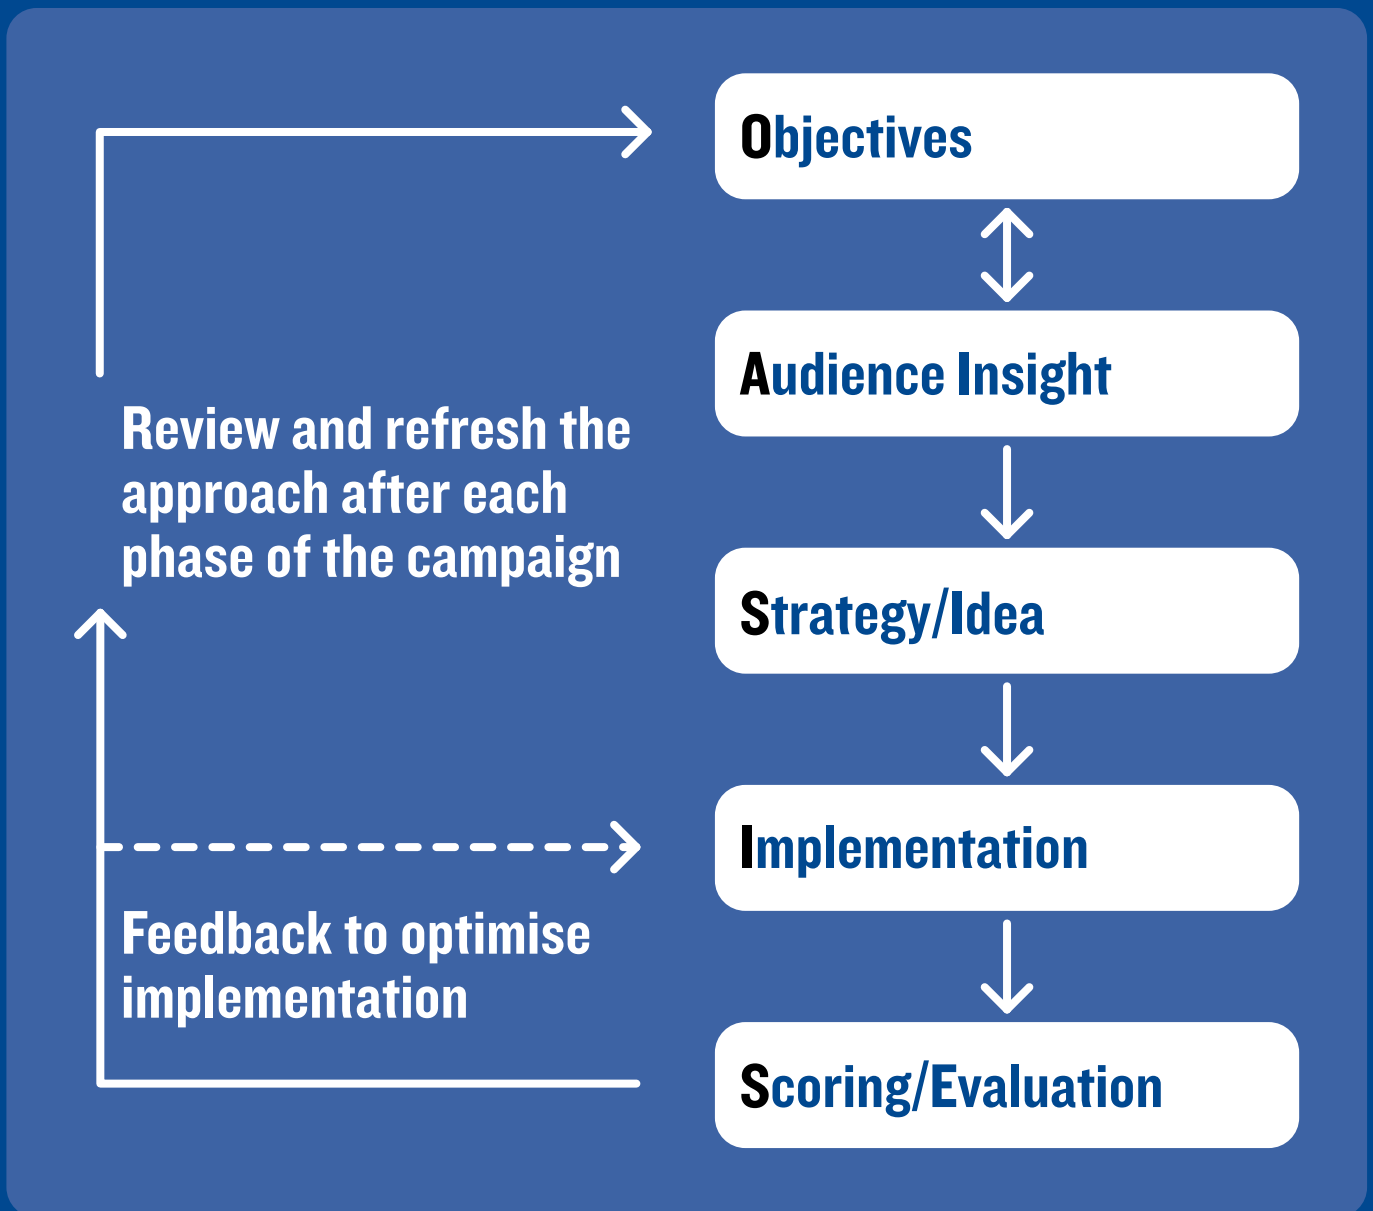 Objectives
Audience Insight
Review and refresh the
approach after each
phase of the campaign
Strategy/Idea
Implementation
Feedback to optimise
implementation
Scoring/Evaluation